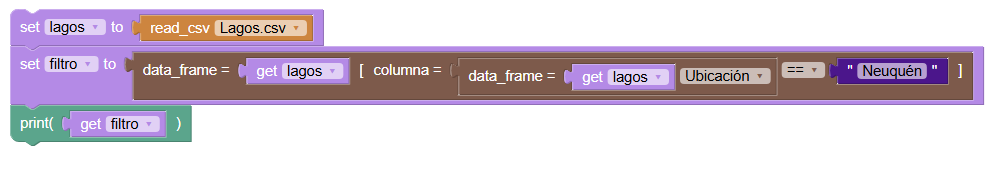 set lagos to read_csv Lagos.csv
set filtro to data_frame = get lagos [ columna = data_frame = get lagos Ubicación == " Neuquén " ]
print( get filtro )